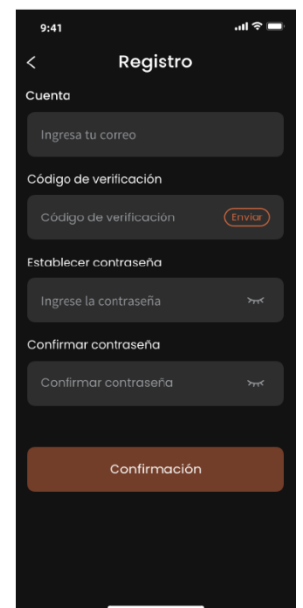 9:41
Registro
Cuenta
Ingresa tu correo
Código de verificación
Código de verificación
Enviar
Establecer contraseña
Ingrese la contraseña
Confirmar contraseña
Confirmar contraseña
Confirmación